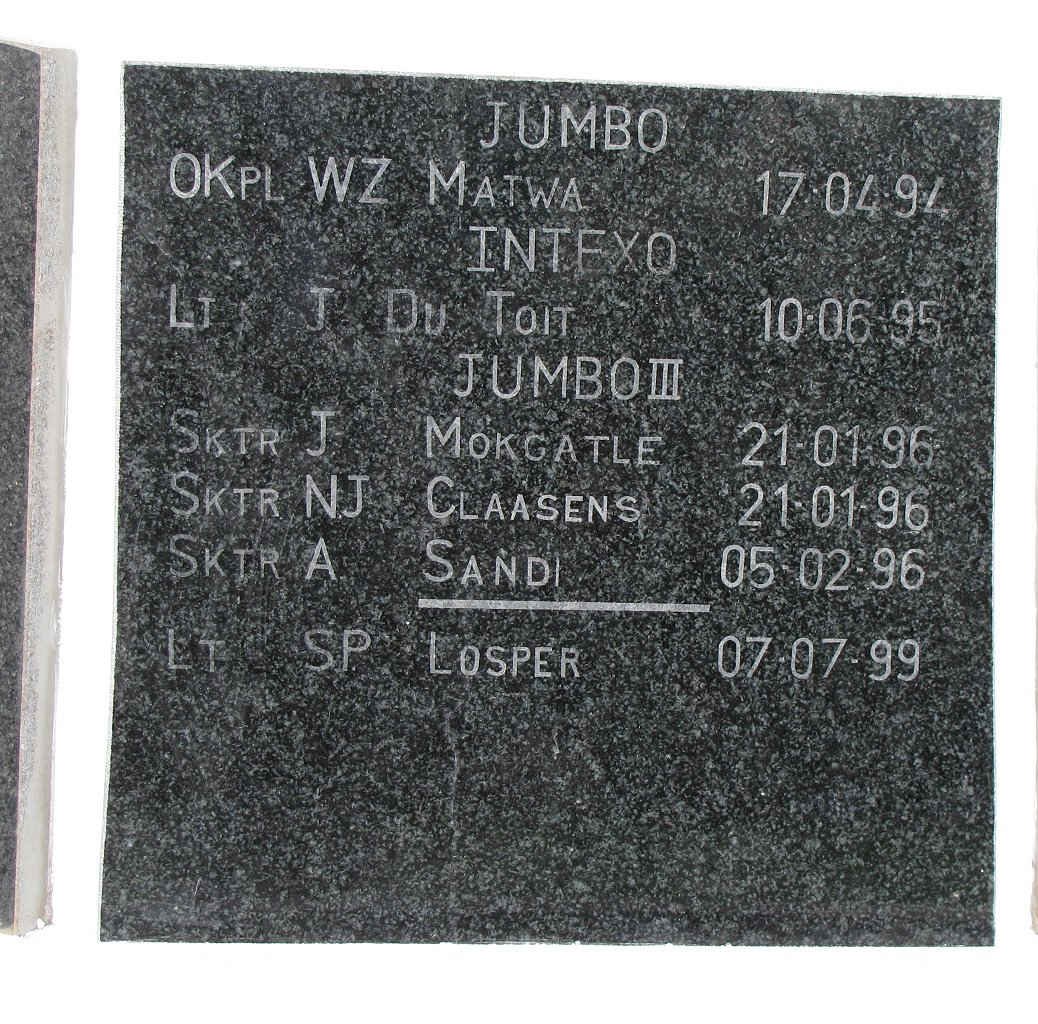 JUMBO
OKPL WZ MATWA 17·04·94
INTEXO
LT J DU TOIT 10·06·95
JUMBO III
SKTR J MOKGATLE 21·01·96
SKTR NJ CLAASENS 21·01·96
SKTR A SANDI 05·02·96
LT SP LOSPER 07·07·99